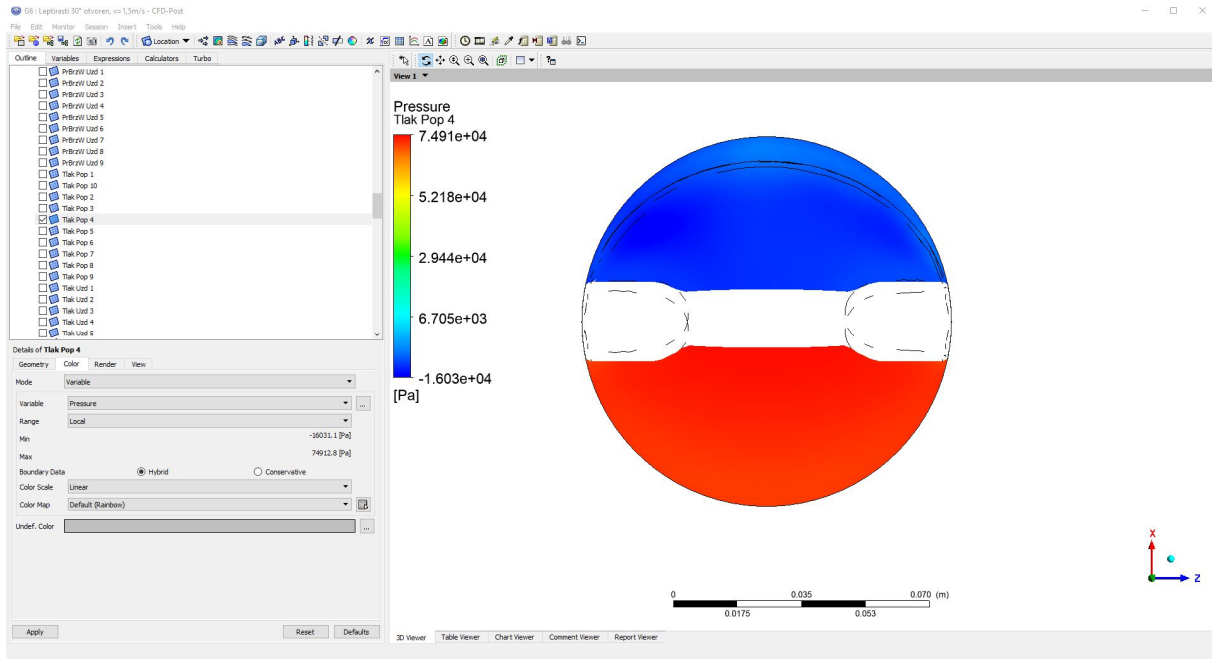 G6 : Leptirasti 30° otvoren, v=1,5m/s - CFD-Post
File Edit Monitor Session Insert Tools Help
Location
Outline Variables Expressions Calculators Turbo
PrBrzW Uzd 1
PrBrzW Uzd 2
PrBrzW Uzd 3
PrBrzW Uzd 4
PrBrzW Uzd 5
PrBrzW Uzd 6
PrBrzW Uzd 7
PrBrzW Uzd 8
PrBrzW Uzd 9
Tlak Pop 1
Tlak Pop 10
Tlak Pop 2
Tlak Pop 3
Tlak Pop 4
Tlak Pop 5
Tlak Pop 6
Tlak Pop 7
Tlak Pop 8
Tlak Pop 9
Tlak Uzd 1
Tlak Uzd 2
Tlak Uzd 3
Tlak Uzd 4
Tlak Uzd 5
Details of Tlak Pop 4
Geometry Color Render View
Mode Variable
Variable Pressure ...
Range Local
Min -16031.1 [Pa]
Max 74912.8 [Pa]
Boundary Data Hybrid Conservative
Color Scale Linear
Color Map Default (Rainbow)
Undef. Color ...
Apply Reset Defaults
View 1
Pressure
Tlak Pop 4
7.491e+04
5.218e+04
2.944e+04
6.705e+03
-1.603e+04
[Pa]
X
Z
0 0.035 0.070 (m)
0.0175 0.053
3D Viewer Table Viewer Chart Viewer Comment Viewer Report Viewer